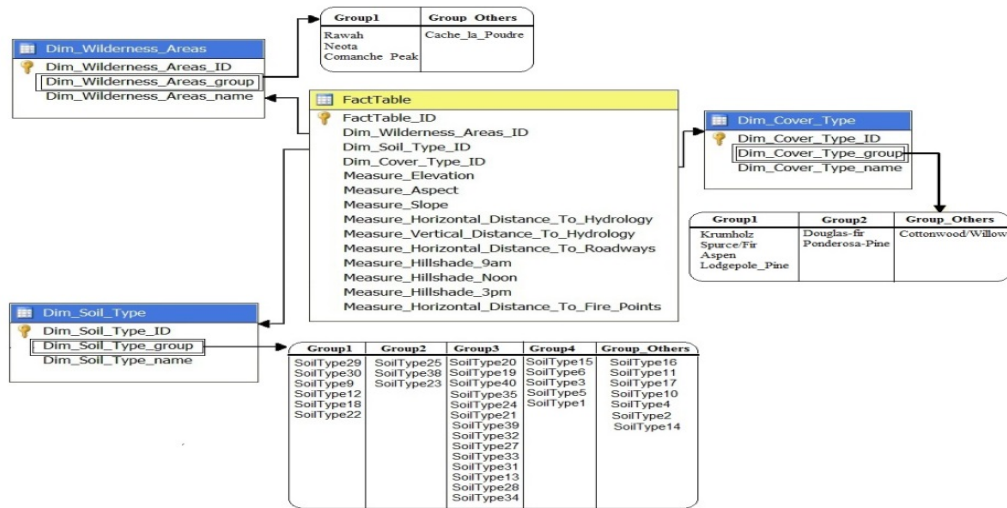 Group1 Group_Others
Rawah Cache_la_Poudre
Neota
Comanche_Peak
Dim_Wilderness_Areas
Dim_Wilderness_Areas_ID
Dim_Wilderness_Areas_group
Dim_Wilderness_Areas_name
FactTable
FactTable_ID
Dim_Wilderness_Areas_ID
Dim_Soil_Type_ID
Dim_Cover_Type_ID
Measure_Elevation
Measure_Aspect
Measure_Slope
Measure_Horizontal_Distance_To_Hydrology
Measure_Vertical_Distance_To_Hydrology
Measure_Horizontal_Distance_To_Roadways
Measure_Hillshade_9am
Measure_Hillshade_Noon
Measure_Hillshade_3pm
Measure_Horizontal_Distance_To_Fire_Points
Dim_Cover_Type
Dim_Cover_Type_ID
Dim_Cover_Type_group
Dim_Cover_Type_name
Group1 Group2 Group_Others
Krumholz Douglas-fir Cottonwood/Willow
Spurce/Fir Ponderosa-Pine
Aspen
Lodgepole_Pine
Dim_Soil_Type
Dim_Soil_Type_ID
Dim_Soil_Type_group
Dim_Soil_Type_name
Group1 Group2 Group3 Group4 Group_Others
SoilType29 SoilType25 SoilType20 SoilType15 SoilType16
SoilType30 SoilType38 SoilType19 SoilType6 SoilType11
SoilType9 SoilType23 SoilType40 SoilType3 SoilType17
SoilType12 SoilType35 SoilType5 SoilType10
SoilType18 SoilType24 SoilType1 SoilType4
SoilType22 SoilType21 SoilType2
SoilType39 SoilType14
SoilType32
SoilType27
SoilType33
SoilType31
SoilType13
SoilType28
SoilType34